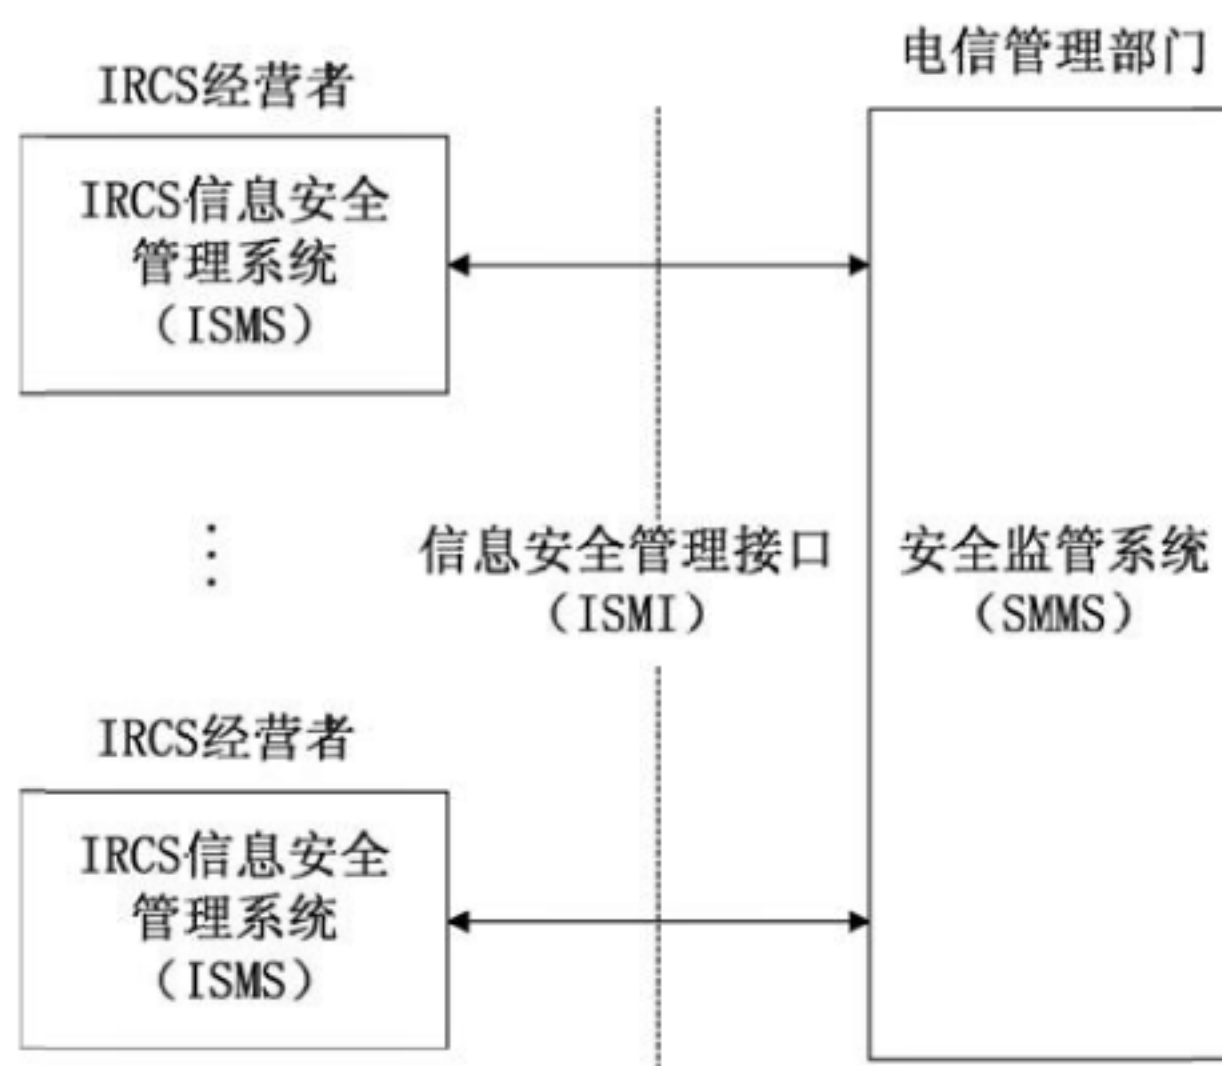 电信管理部门
IRCS经营者
IRCS信息安全
管理系统
（ISMS）
信息安全管理接口
（ISMI）
安全监管系统
（SMMS）
IRCS经营者
IRCS信息安全
管理系统
（ISMS）